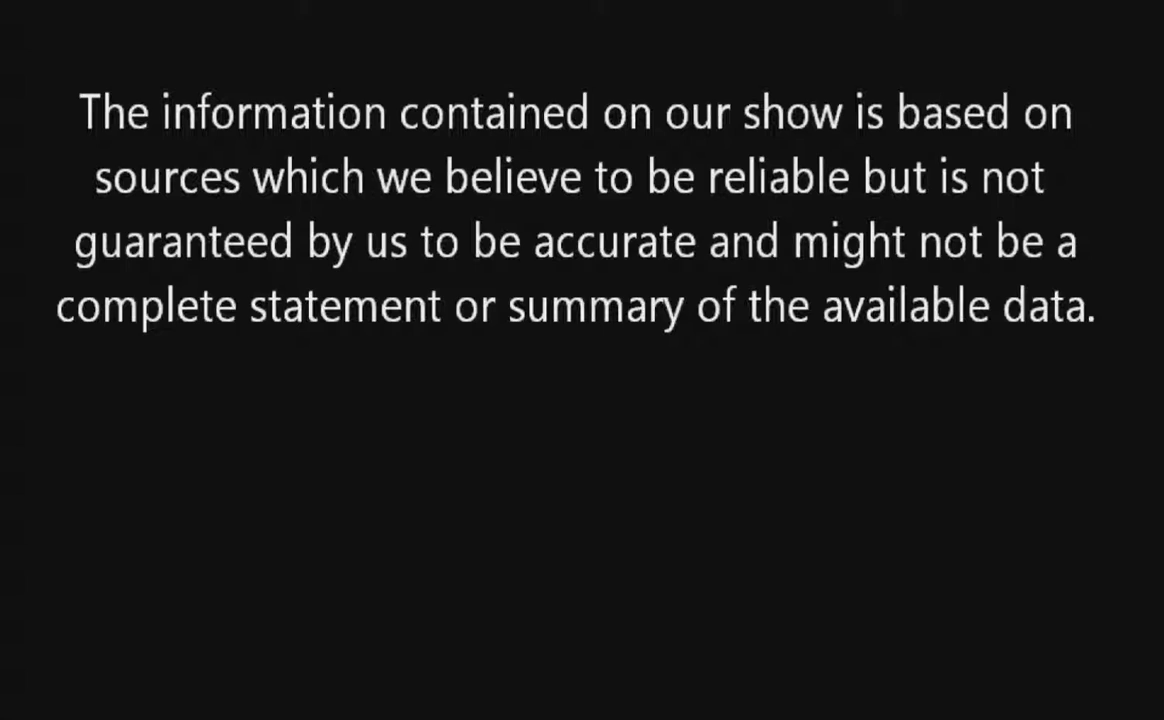 The information contained on our show is based on
sources which we believe to be reliable but is not
guaranteed by us to be accurate and might not be a
complete statement or summary of the available data.